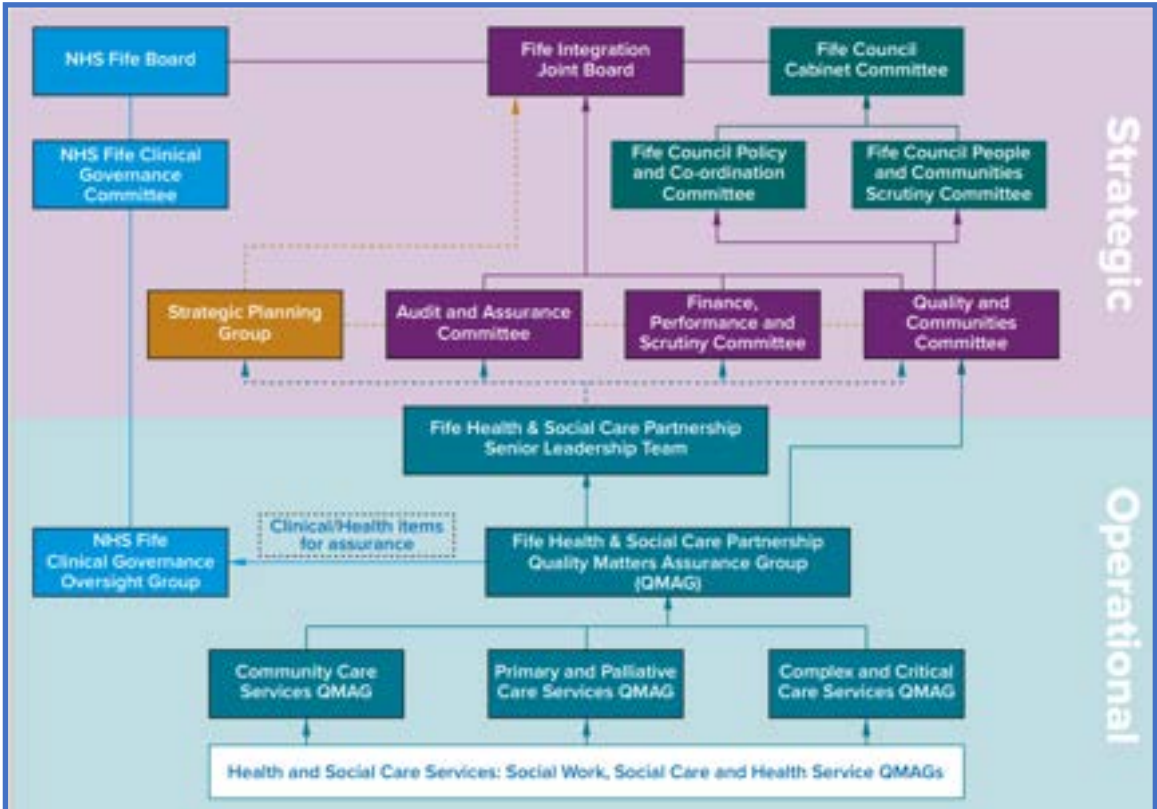 NHS Fife Board
Fife Integration
Joint Board
Fife Council
Cabinet Committee
NHS Fife Clinical
Governance
Committee
Fife Council Policy
and Co-ordination
Committee
Fife Council People
and Communities
Scrutiny Committee
Strategic
Strategic Planning
Group
Audit and Assurance
Committee
Finance,
Performance and
Scrutiny Committee
Quality and
Communities
Committee
Fife Health & Social Care Partnership
Senior Leadership Team
Operational
NHS Fife
Clinical Governance
Oversight Group
Clinical/Health items
for assurance
Fife Health & Social Care Partnership
Quality Matters Assurance Group
(QMAG)
Community Care
Services QMAG
Primary and Palliative
Care Services QMAG
Complex and Critical
Care Services QMAG
Health and Social Care Services: Social Work, Social Care and Health Service QMAGs